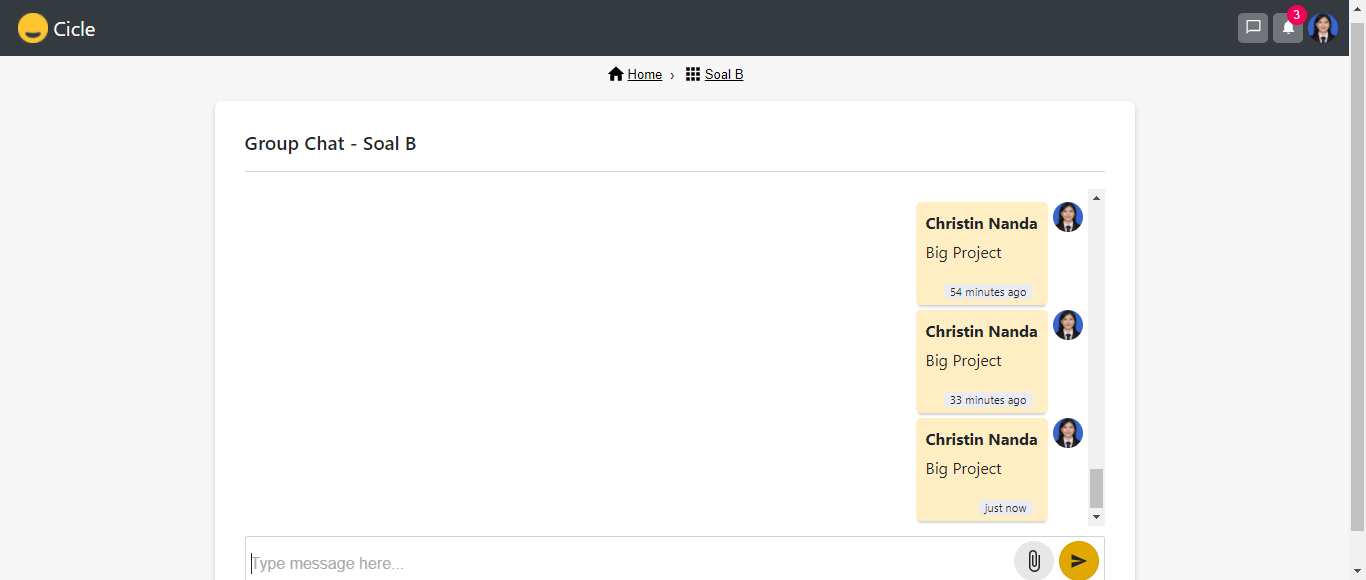 Cicle
3
Home › Soal B
Group Chat - Soal B
Christin Nanda
Big Project
54 minutes ago
Christin Nanda
Big Project
33 minutes ago
Christin Nanda
Big Project
just now
Type message here...